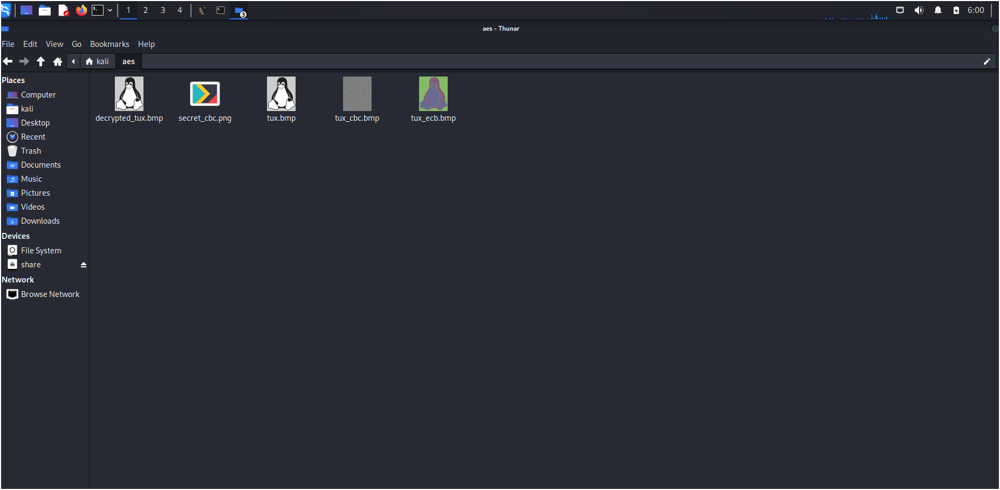 1 2 3 4 3 6:00
aes - Thunar
File Edit View Go Bookmarks Help
kali aes
Places
Computer
kali
Desktop
Recent
Trash
Documents
Music
Pictures
Videos
Downloads
Devices
File System
share
Network
Browse Network
decrypted_tux.bmp secret_cbc.png tux.bmp tux_cbc.bmp tux_ecb.bmp